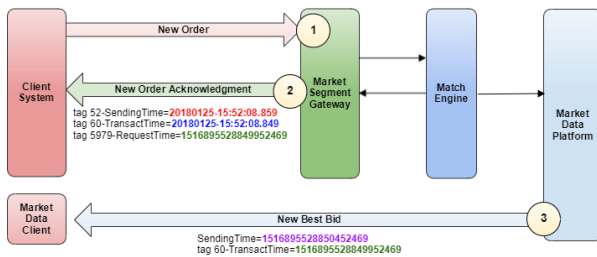 New Order
1
Client
System
New Order Acknowledgment
2
Market
Segment
Gateway
Match
Engine
Market
Data
Platform
tag 52-SendingTime=20180125-15:52:08.859
tag 60-TransactTime=20180125-15:52:08.849
tag 5979-RequestTime=1516895528849952469
Market
Data
Client
New Best Bid
3
SendingTime=1516895528850452469
tag 60-TransactTime=1516895528849952469